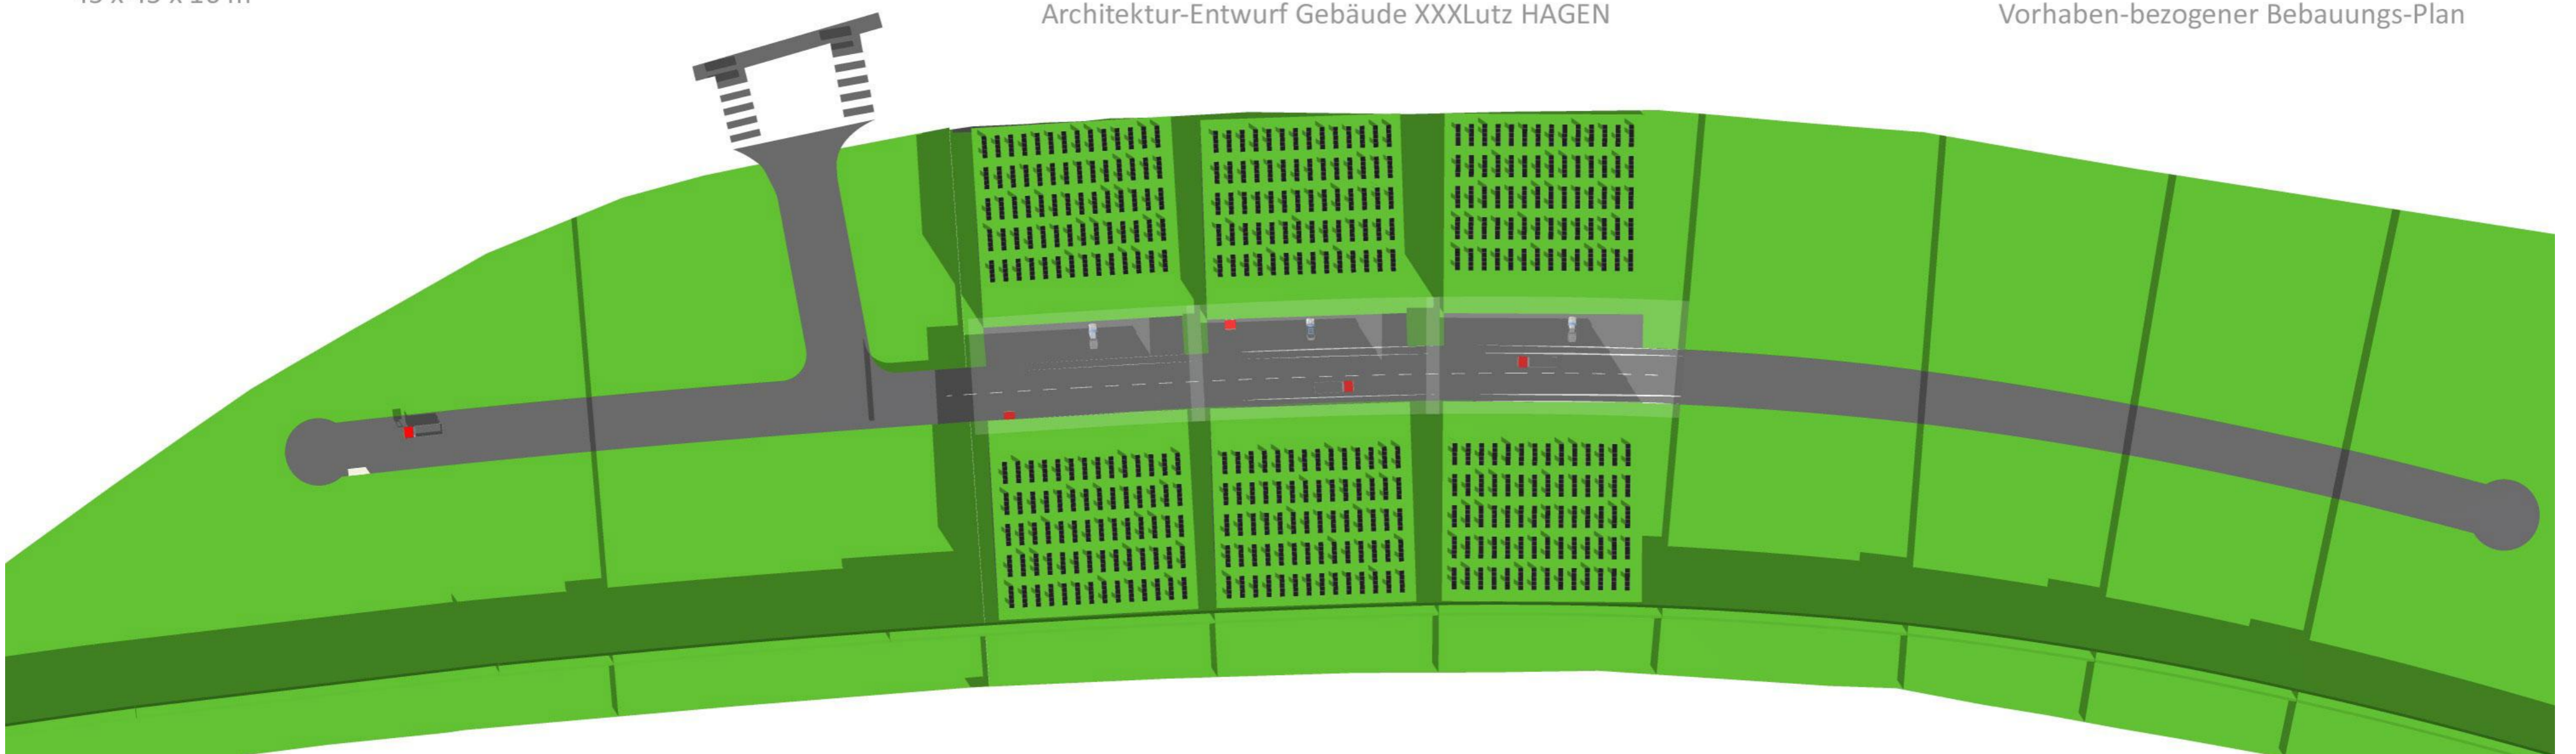 Architektur-Entwurf Gebäude XXXLutz HAGEN
Vorhaben-bezogener Bebauungs-Plan